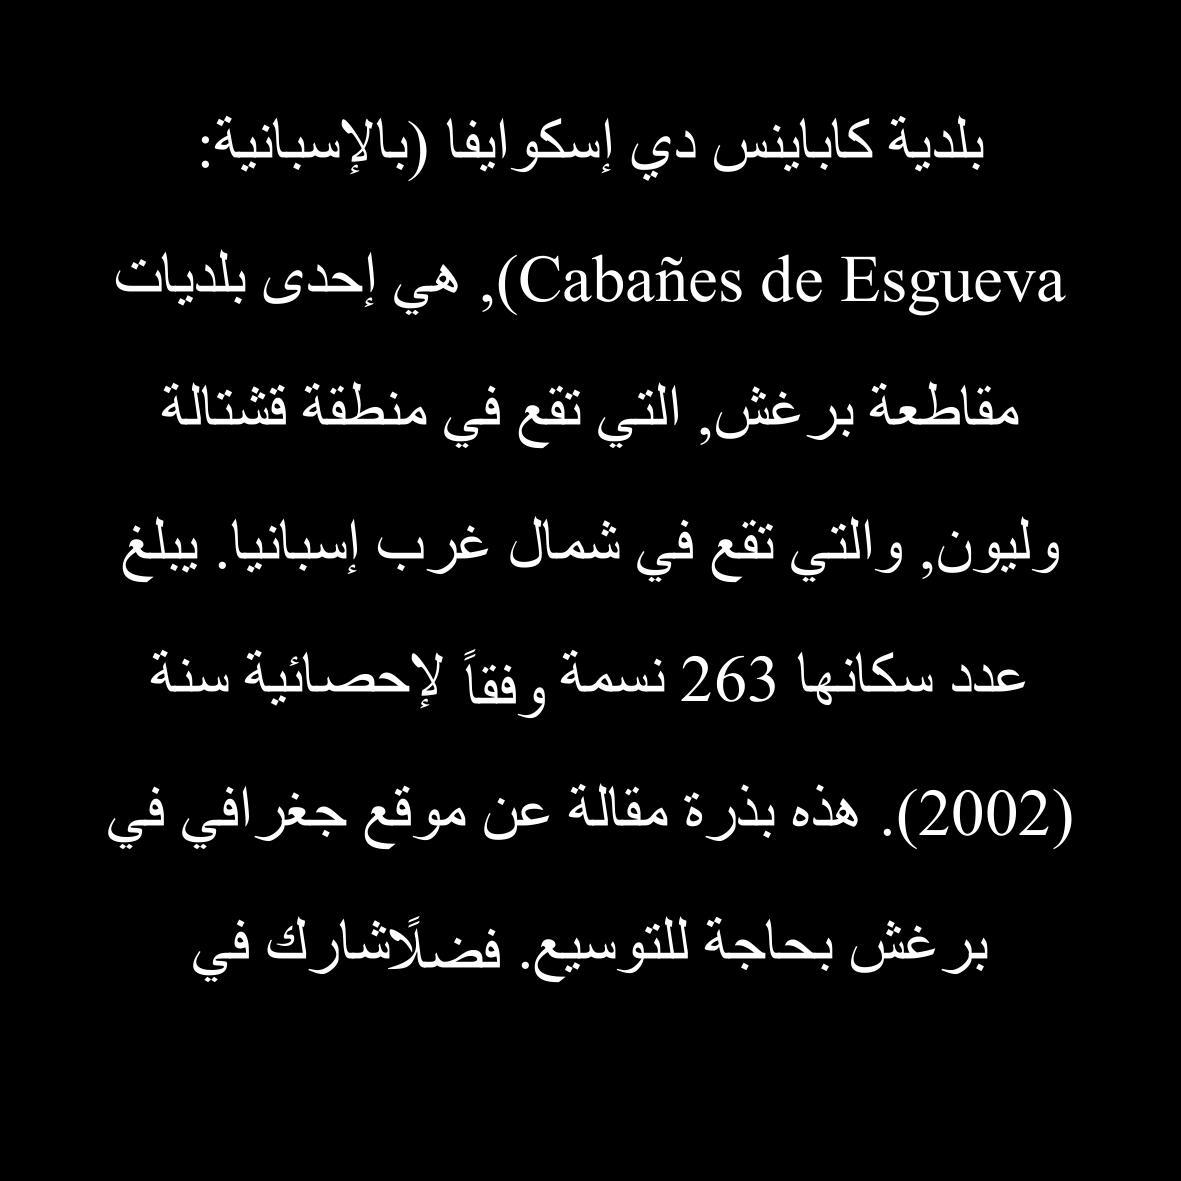 بلدية كاباينس دي إسكوايفا (بالإسبانية:
Cabañes de Esgueva), هي إحدى بلديات
مقاطعة برغش, التي تقع في منطقة قشتالة
وليون, والتي تقع في شمال غرب إسبانيا. يبلغ
عدد سكانها 263 نسمة وفقاً لإحصائية سنة
(2002). هذه بذرة مقالة عن موقع جغرافي في
برغش بحاجة للتوسيع. فضلًاشارك في